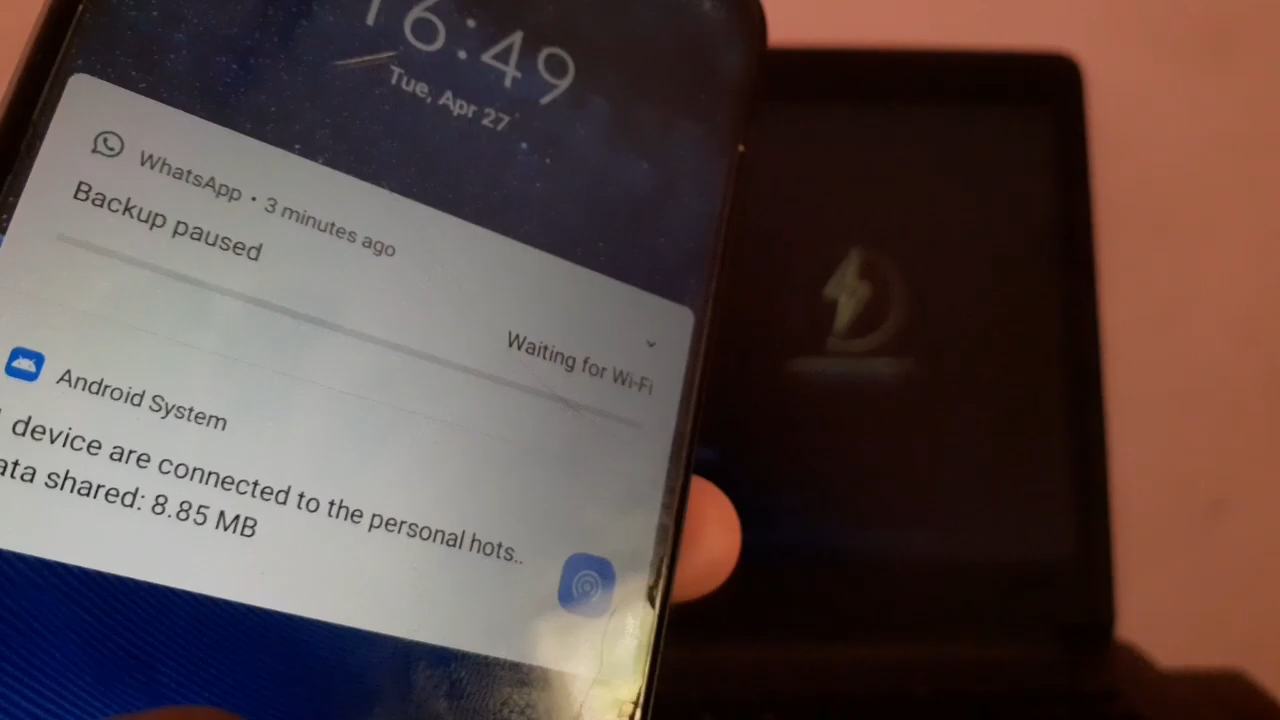 16:49
Tue, Apr 27
WhatsApp • 3 minutes ago
Backup paused
Waiting for Wi-Fi
Android System
device are connected to the personal hots..
ata shared: 8.85 MB